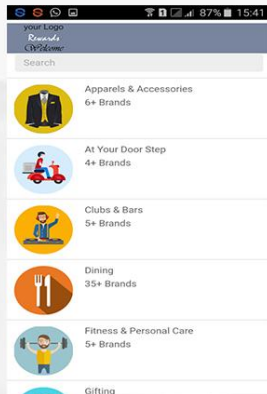 87% 15:41
your Logo
Rewards
Welcome
Search
Apparels & Accessories
6+ Brands
At Your Door Step
4+ Brands
Clubs & Bars
5+ Brands
Dining
35+ Brands
Fitness & Personal Care
5+ Brands
Gifting